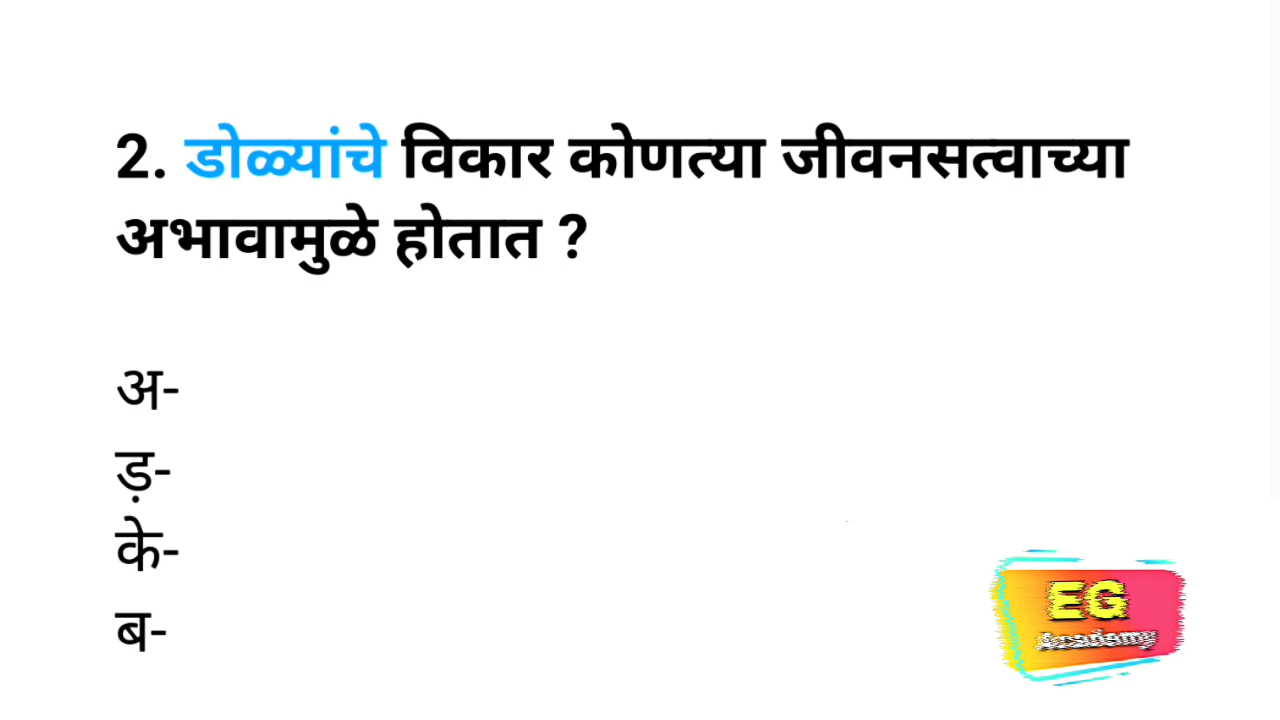 2. डोळ्यांचे विकार कोणत्या जीवनसत्वाच्या
अभावामुळे होतात ?
अ-
ड़-
के-
ब-
EG
Academy